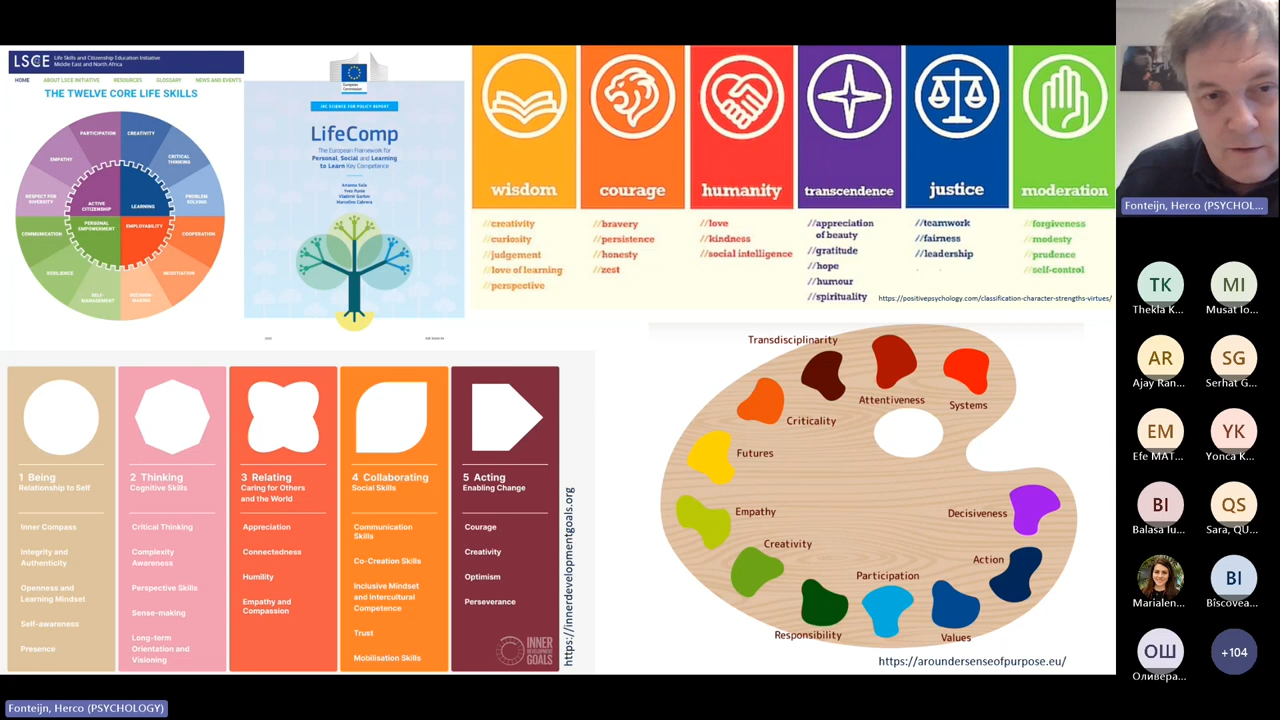 LSCE
Life Skills and Citizenship Education Initiative
Middle East and North Africa
HOME ABOUT LSCE INITIATIVE RESOURCES GLOSSARY NEWS AND EVENTS
THE TWELVE CORE LIFE SKILLS
PARTICIPATION
CREATIVITY
EMPATHY
CRITICAL
THINKING
RESPECT FOR
DIVERSITY
PROBLEM
SOLVING
ACTIVE
CITIZENSHIP
LEARNING
PERSONAL
EMPOWERMENT
EMPLOYABILITY
COMMUNICATION
COOPERATION
RESILIENCE
NEGOTIATION
SELF-
MANAGEMENT
DECISION-
MAKING
European
Commission
JRC SCIENCE FOR POLICY REPORT
LifeComp
The European Framework for
Personal, Social and Learning
to Learn Key Competence
wisdom
//creativity
//curiosity
//judgement
//love of learning
//perspective
courage
//bravery
//persistence
//honesty
//zest
humanity
//love
//kindness
//social intelligence
transcendence
//appreciation
of beauty
//gratitude
//hope
//humour
//spirituality
justice
//teamwork
//fairness
//leadership
moderation
//forgiveness
//modesty
//prudence
//self-control
https://positivepsychology.com/classification-character-strengths-virtues/
1 Being
Relationship to Self
Inner Compass
Integrity and
Authenticity
Openness and
Learning Mindset
Self-awareness
Presence
2 Thinking
Cognitive Skills
Critical Thinking
Complexity
Awareness
Perspective Skills
Sense-making
Long-term
Orientation and
Visioning
3 Relating
Caring for Others
and the World
Appreciation
Connectedness
Humility
Empathy and
Compassion
4 Collaborating
Social Skills
Communication
Skills
Co-Creation Skills
Inclusive Mindset
and Intercultural
Competence
Trust
Mobilisation Skills
5 Acting
Enabling Change
Courage
Creativity
Optimism
Perseverance
INNER
DEVELOPMENT
GOALS
https://innerdevelopmentgoals.org
Transdisciplinarity
Attentiveness
Systems
Criticality
Futures
Empathy
Decisiveness
Creativity
Action
Participation
Responsibility
Values
https://aroundersenseofpurpose.eu/
Fonteijn, Herco (PSYCHOL...
TK
Thekla K...
MI
Musat Io...
AR
Ajay Ran...
SG
Serhat G...
EM
Efe MAT...
YK
Yonca K...
BI
Balasa Iu...
QS
Sara, QU...
Marialen...
BI
Bîscovea...
ОШ
Оливера...
+104
Fonteijn, Herco (PSYCHOLOGY)